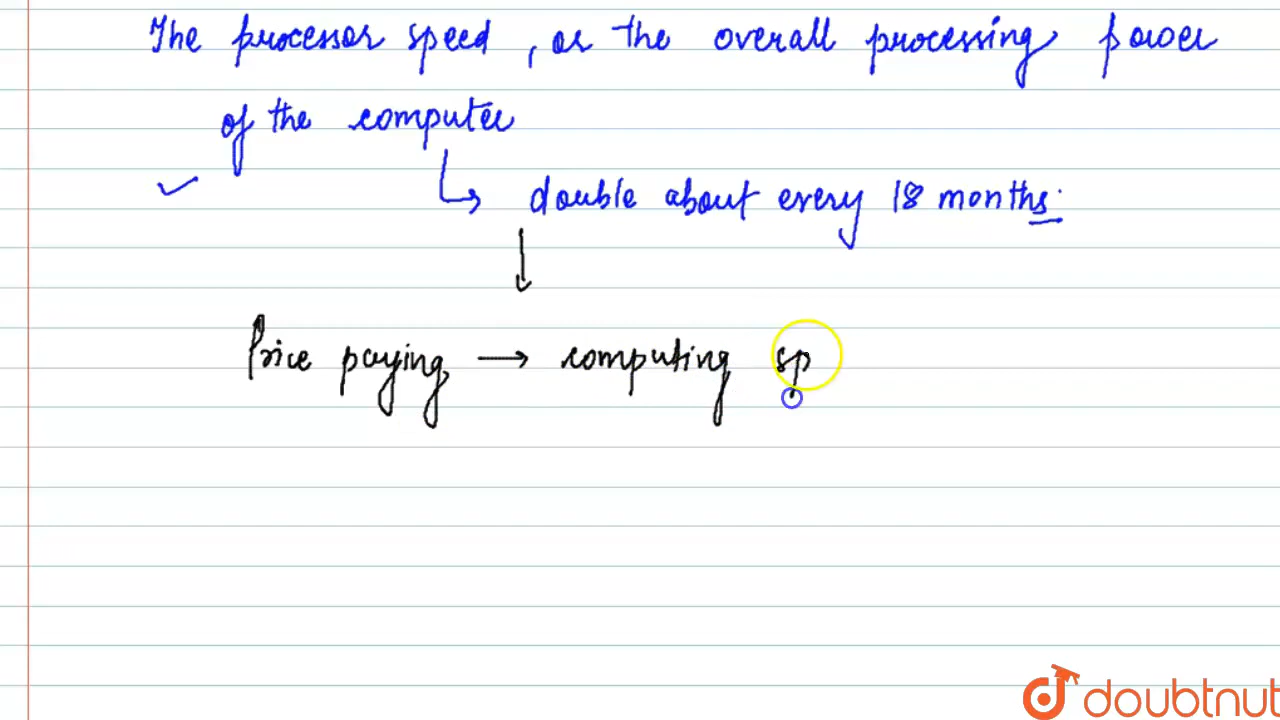 The processor speed, or the overall processing power
of the computer
↳ double about every 18 months.
Price paying → computing sp
doubtnut